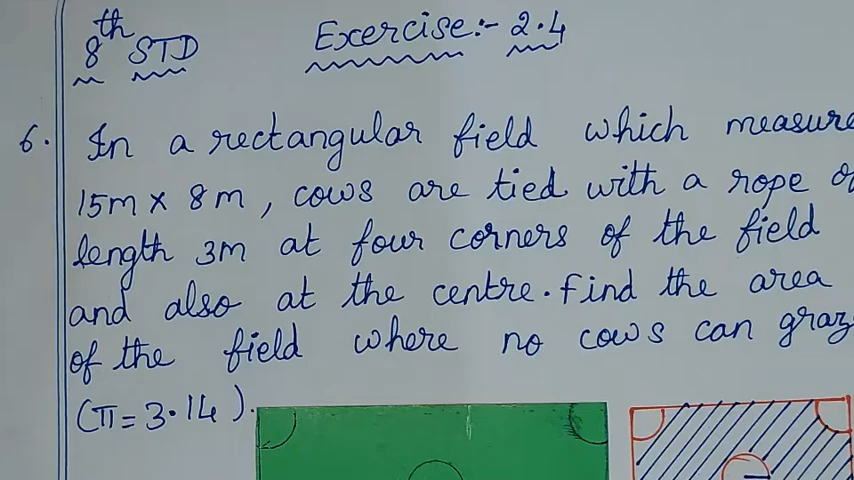 8th STD Exercise:- 2.4
6. In a rectangular field which measure
15m x 8m, cows are tied with a rope of
length 3m at four corners of the field
and also at the centre. Find the area
of the field where no cows can graze
(π = 3.14).